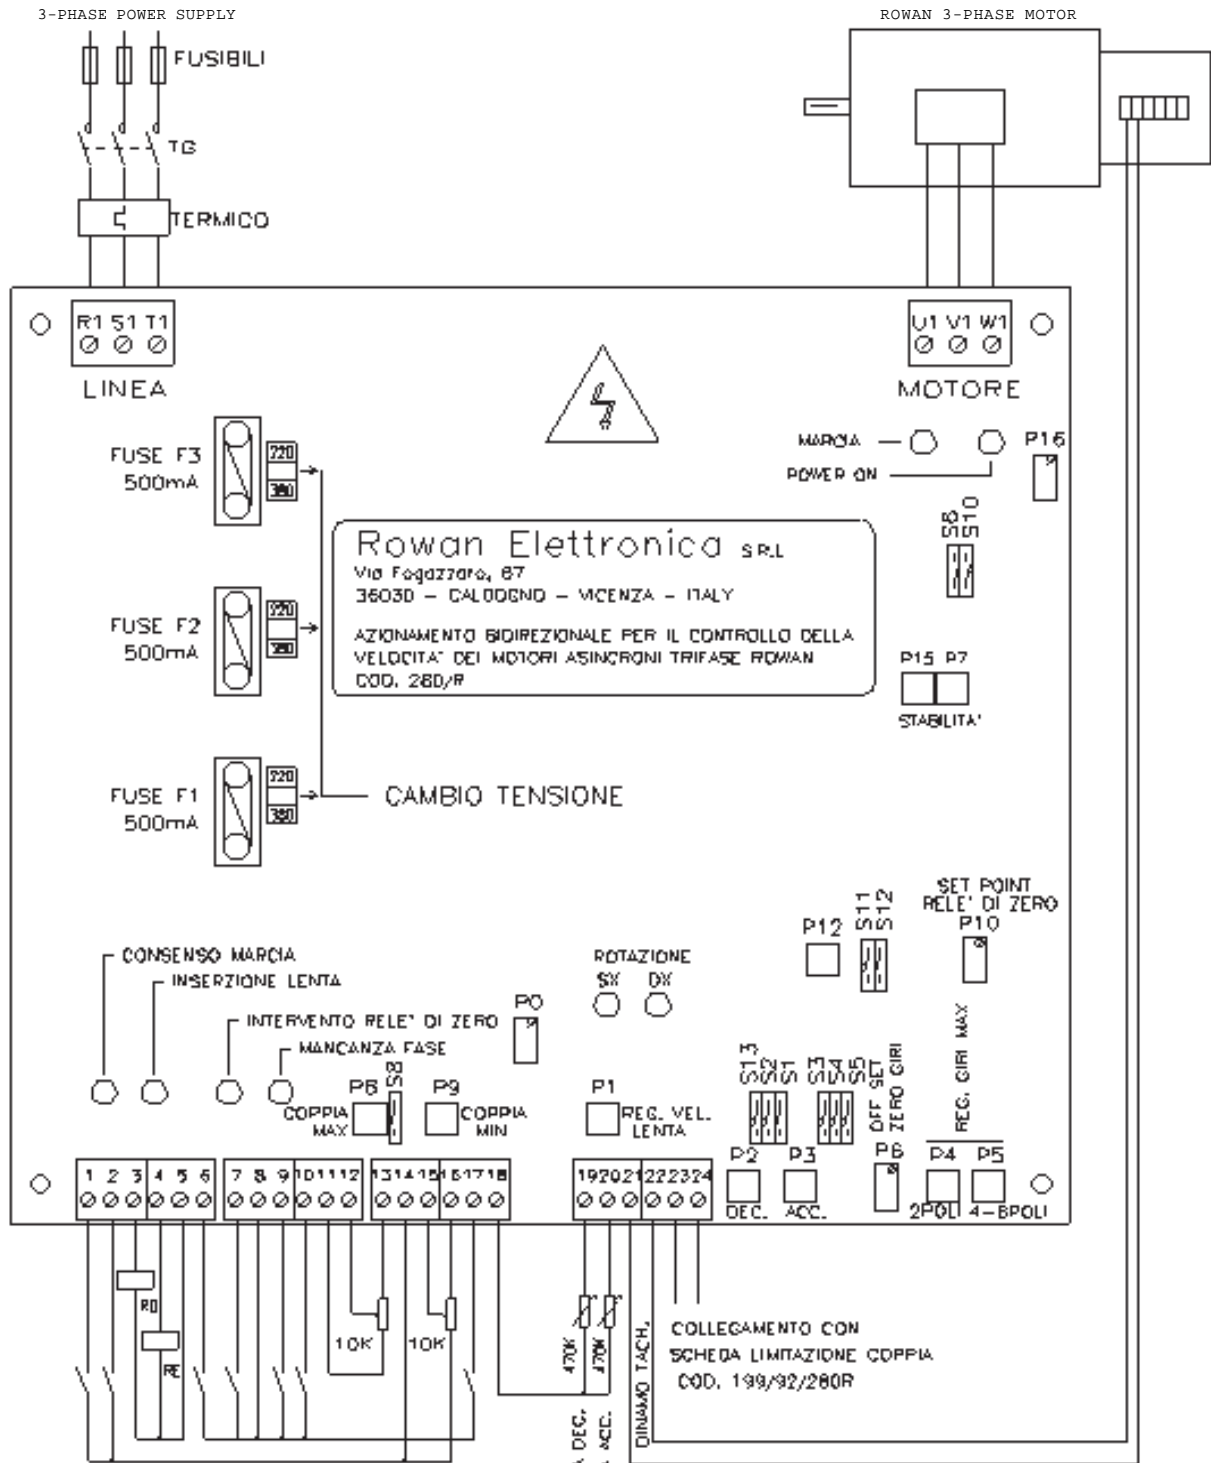 3-PHASE POWER SUPPLY
ROWAN 3-PHASE MOTOR
FUSIBILI
TG
TERMICO
R1 S1 T1
LINEA
U1 V1 W1
MOTORE
MARCIA
POWER ON
P16
FUSE F3
500mA
220
380
S6
S10
Rowan Elettronica S.R.L
Via Fogazzaro, 67
36030 - CALDOGNO - VICENZA - ITALY
AZIONAMENTO BIDIREZIONALE PER IL CONTROLLO DELLA
VELOCITA' DEI MOTORI ASINCRONI TRIFASE ROWAN
COD. 280/R
FUSE F2
500mA
220
380
P15 P7
STABILITA'
FUSE F1
500mA
220
380
CAMBIO TENSIONE
SET POINT
RELE' DI ZERO
P10
P12
S11
S12
CONSENSO MARCIA
INSERZIONE LENTA
INTERVENTO RELE' DI ZERO
MANCANZA FASE
ROTAZIONE
SX DX
P0
P8
S8
P9
COPPIA
MAX
COPPIA
MIN
P1
REG. VEL.
LENTA
S13
S2
S1
S3
S4
S5
OFF SET
ZERO GIRI
REG. GIRI MAX
P2
P3
P6
P4
P5
DEC.
ACC.
2POLI
4-8POLI
1 2 3 4 5 6
7 8 9 10 11 12
13 14 15 16 17 18
19 20 21 22 23 24
RO
RE
10K
10K
470K
470K
DEC.
ACC.
DINAMO TACH.
COLLEGAMENTO CON
SCHEDA LIMITAZIONE COPPIA
COD. 199/92/280R